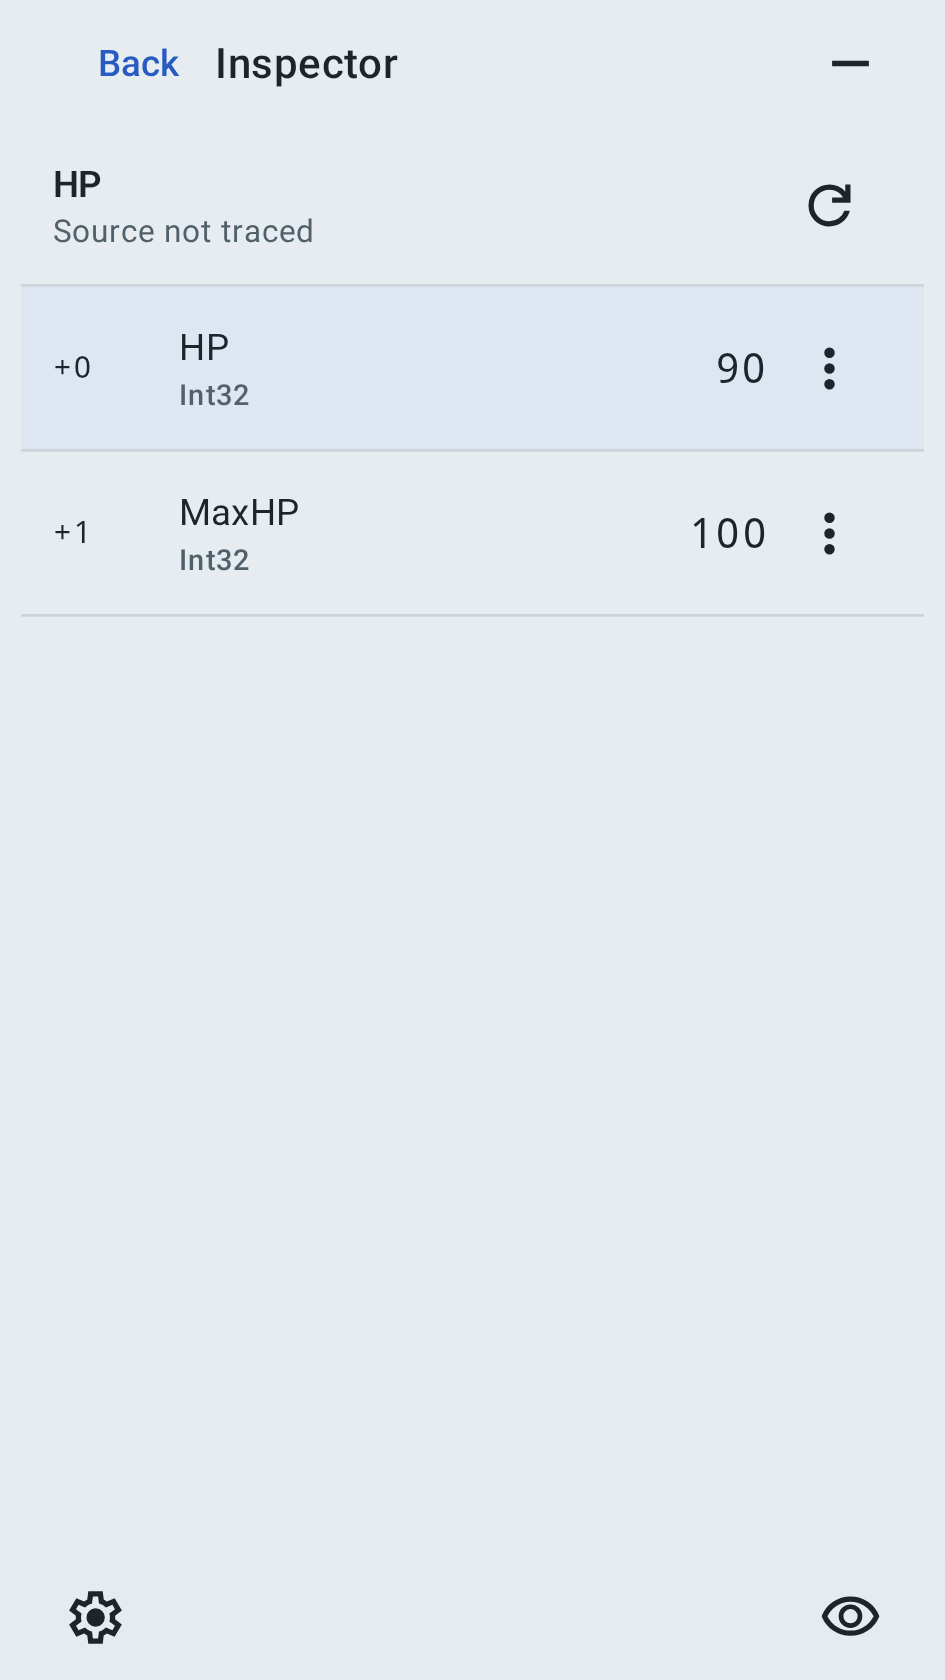 Back Inspector
HP
Source not traced
+0 HP 90
Int32
+1 MaxHP 100
Int32